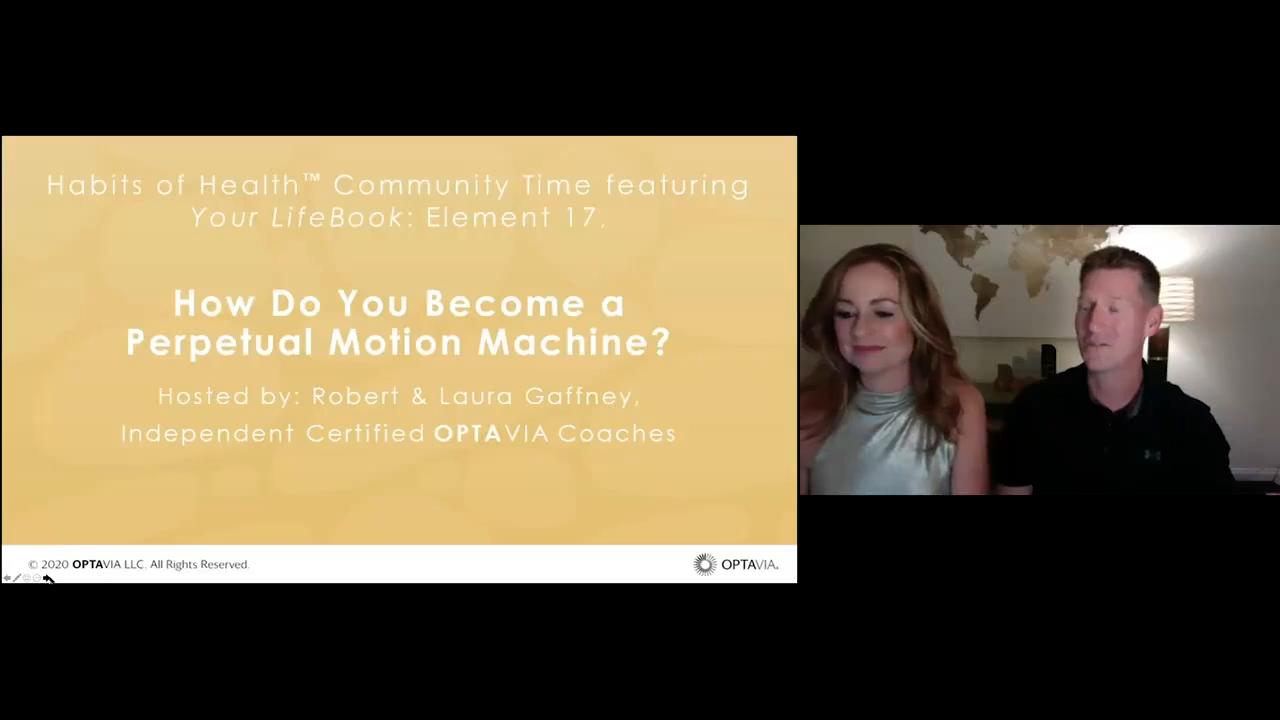 Habits of Health™ Community Time featuring
Your LifeBook: Element 17,
How Do You Become a
Perpetual Motion Machine?
Hosted by: Robert & Laura Gaffney,
Independent Certified OPTAVIA Coaches
© 2020 OPTAVIA LLC. All Rights Reserved.
OPTAVIA.